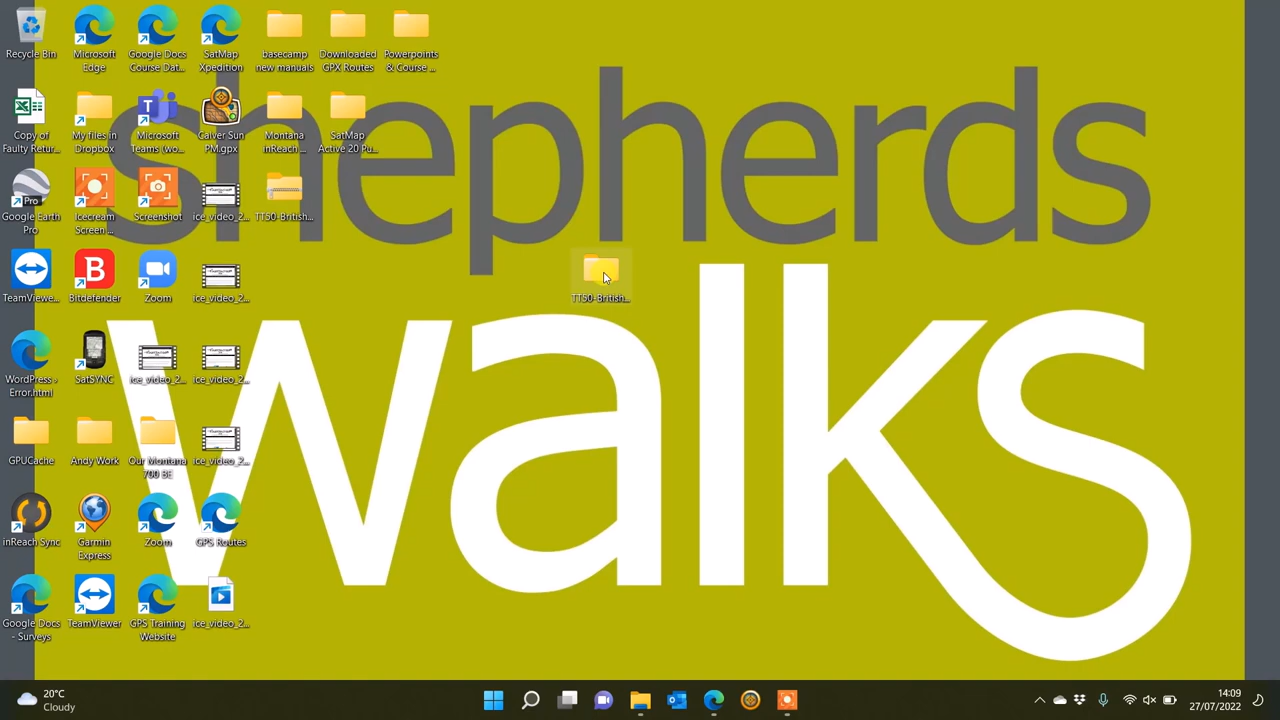 shepherds
walks
Recycle Bin
Microsoft
Edge
Google Docs
Course Dat...
SatMap
Xpedition
basecamp
new manuals
Downloaded
GPX Routes
Powerpoints
& Course ...
Copy of
Faulty Retur...
My files in
Dropbox
Microsoft
Teams (wo...
Calver Sun
PM.gpx
Montana
inReach ...
SatMap
Active 20 Pu...
Pro
Google Earth
Pro
Icecream
Screen ...
Screenshot
ice_video_2...
TT50-British...
TT50-British...
TeamViewe...
B
Bitdefender
Zoom
ice_video_2...
WordPress ›
Error.html
SatSYNC
ice_video_2...
ice_video_2...
GPUCache
Andy Work
Our Montana
700 BE
ice_video_2...
inReach Sync
Garmin
Express
Zoom
GPS Routes
Google Docs
- Surveys
TeamViewer
GPS Training
Website
ice_video_2...
20°C
Cloudy
14:09
27/07/2022